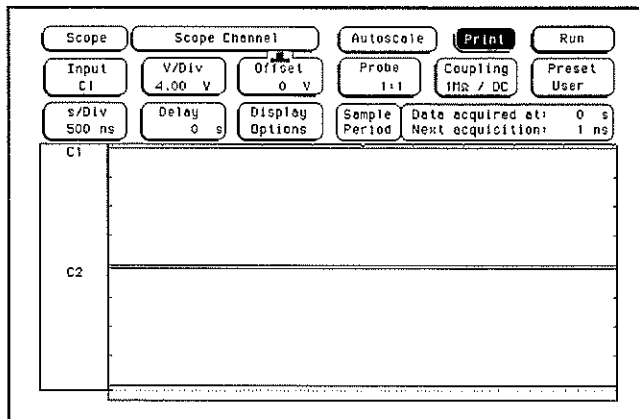 Scope Scope Channel Autoscale Print Run
Input V/Div Offset Probe Coupling Preset
C1 4.00 V 0 V 1:1 1MΩ / DC User
s/Div Delay Display Sample Data acquired at: 0 s
500 ns 0 s Options Period Next acquisition: 1 ns
C1
C2